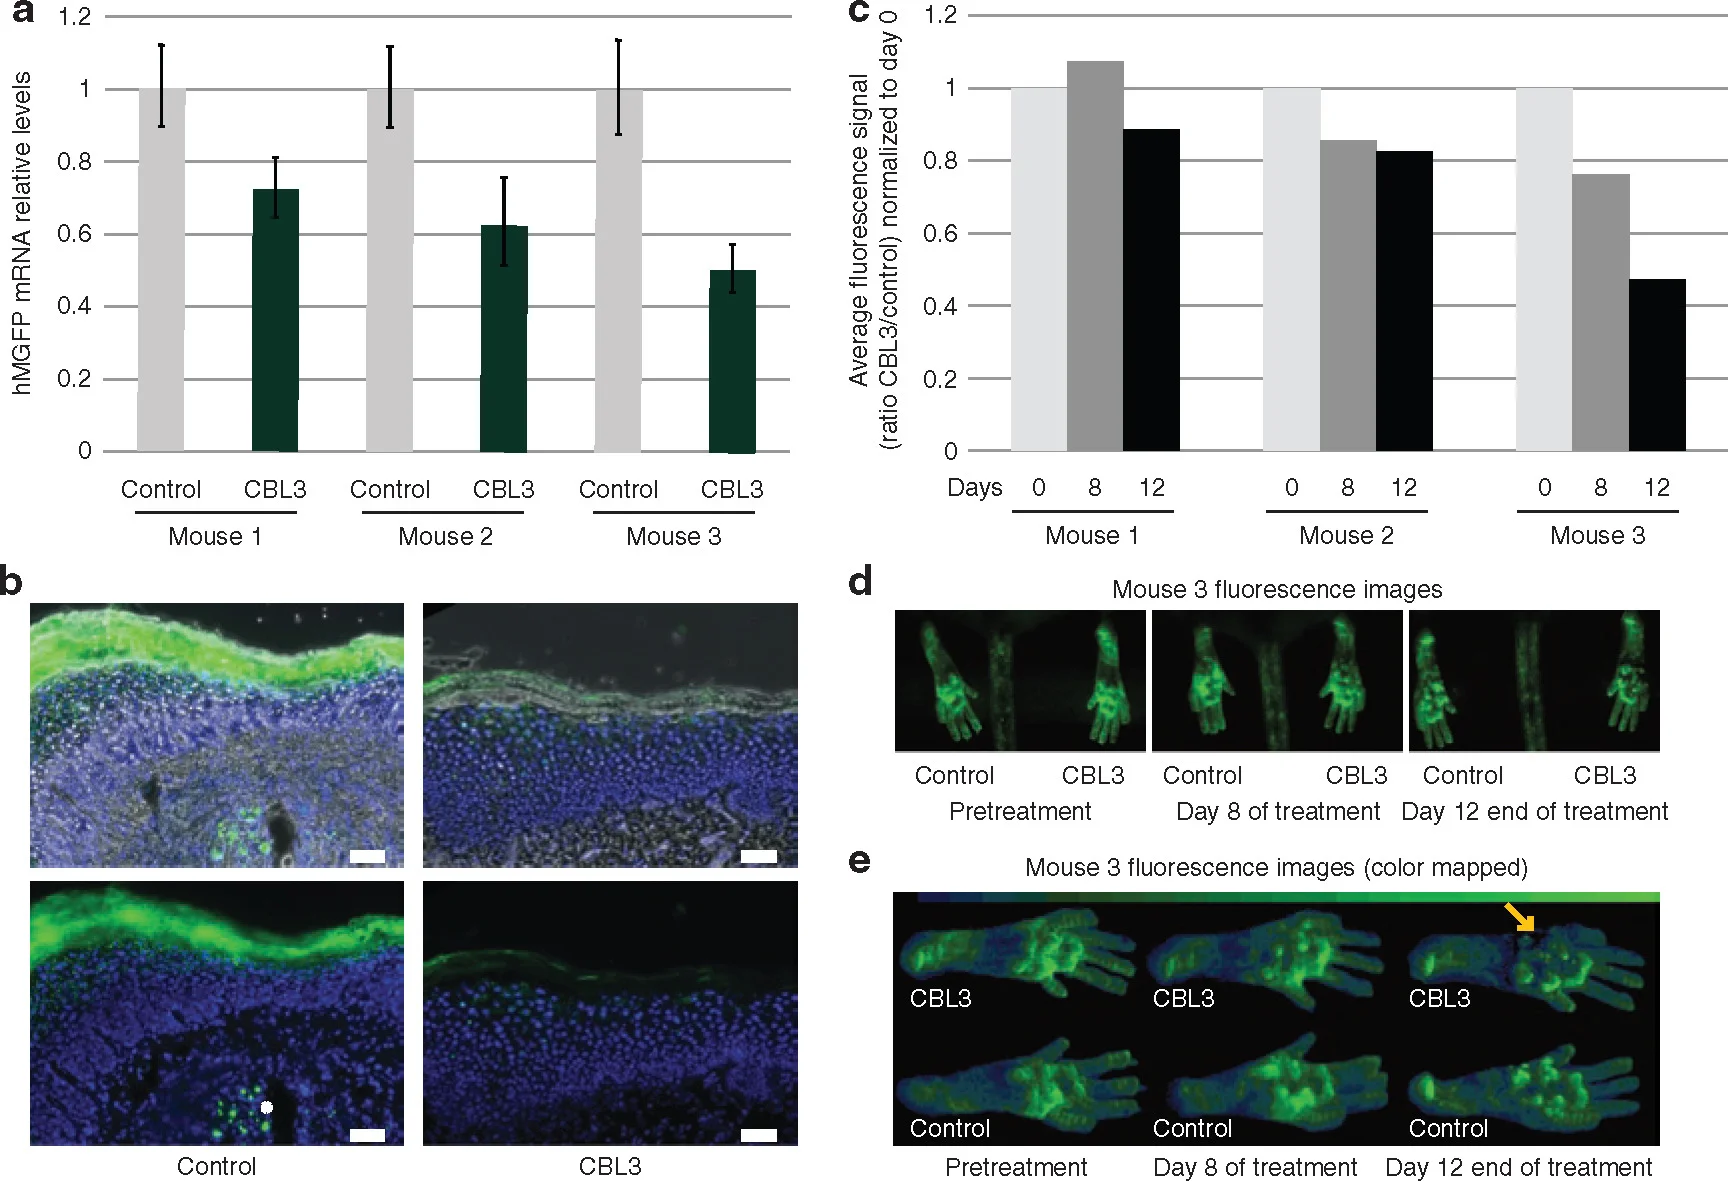 a
hMGFP mRNA relative levels
1.2
1
0.8
0.6
0.4
0.2
0
Control CBL3 Control CBL3 Control CBL3
Mouse 1 Mouse 2 Mouse 3
b
Control CBL3
c
Average fluorescence signal
(ratio CBL3/control) normalized to day 0
1.2
1
0.8
0.6
0.4
0.2
0
Days 0 8 12 0 8 12 0 8 12
Mouse 1 Mouse 2 Mouse 3
d
Mouse 3 fluorescence images
Control CBL3 Control CBL3 Control CBL3
Pretreatment Day 8 of treatment Day 12 end of treatment
e
Mouse 3 fluorescence images (color mapped)
CBL3 CBL3 CBL3
Control Control Control
Pretreatment Day 8 of treatment Day 12 end of treatment